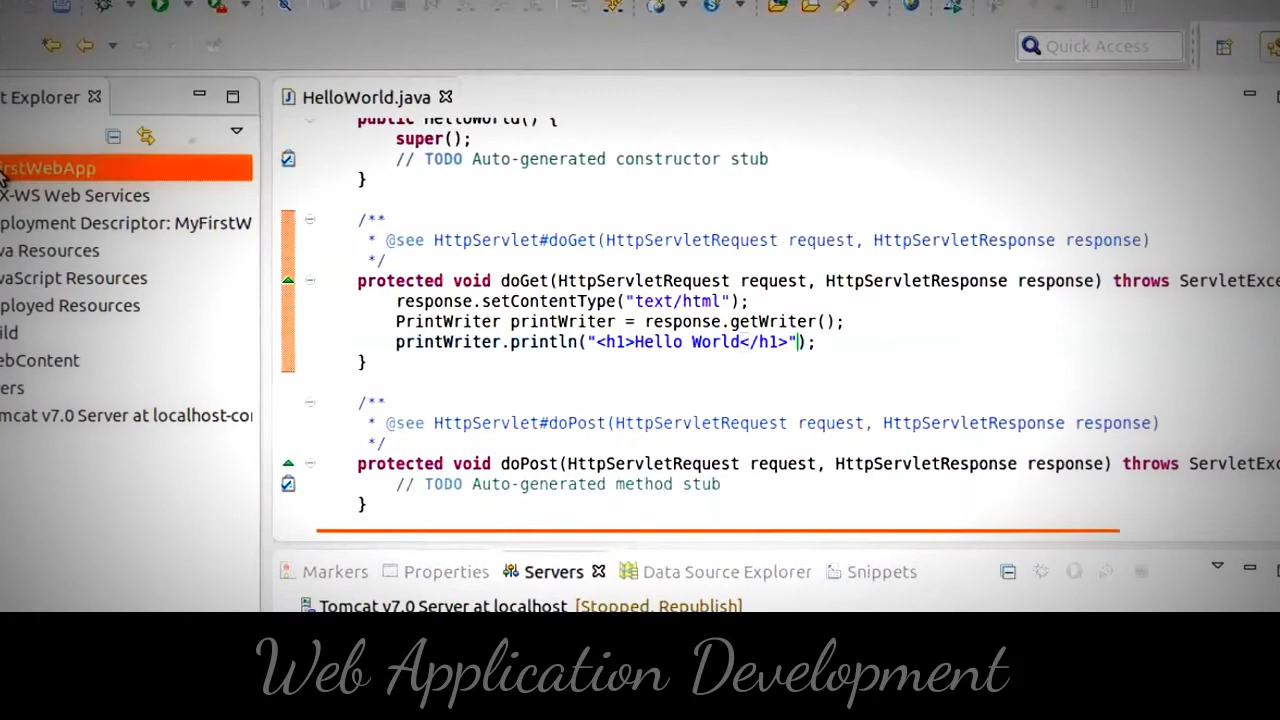 Quick Access
t Explorer
HelloWorld.java
public HelloWorld() {
super();
// TODO Auto-generated constructor stub
}
/**
* @see HttpServlet#doGet(HttpServletRequest request, HttpServletResponse response)
*/
protected void doGet(HttpServletRequest request, HttpServletResponse response) throws ServletExce
response.setContentType("text/html");
PrintWriter printWriter = response.getWriter();
printWriter.println("<h1>Hello World</h1>");
}
/**
* @see HttpServlet#doPost(HttpServletRequest request, HttpServletResponse response)
*/
protected void doPost(HttpServletRequest request, HttpServletResponse response) throws ServletExce
// TODO Auto-generated method stub
}
irstWebApp
X-WS Web Services
ployment Descriptor: MyFirstW
va Resources
vaScript Resources
ployed Resources
ild
ebContent
ers
mcat v7.0 Server at localhost-con
Markers
Properties
Servers
Data Source Explorer
Snippets
Tomcat v7.0 Server at localhost [Stopped, Republish]
Web Application Development